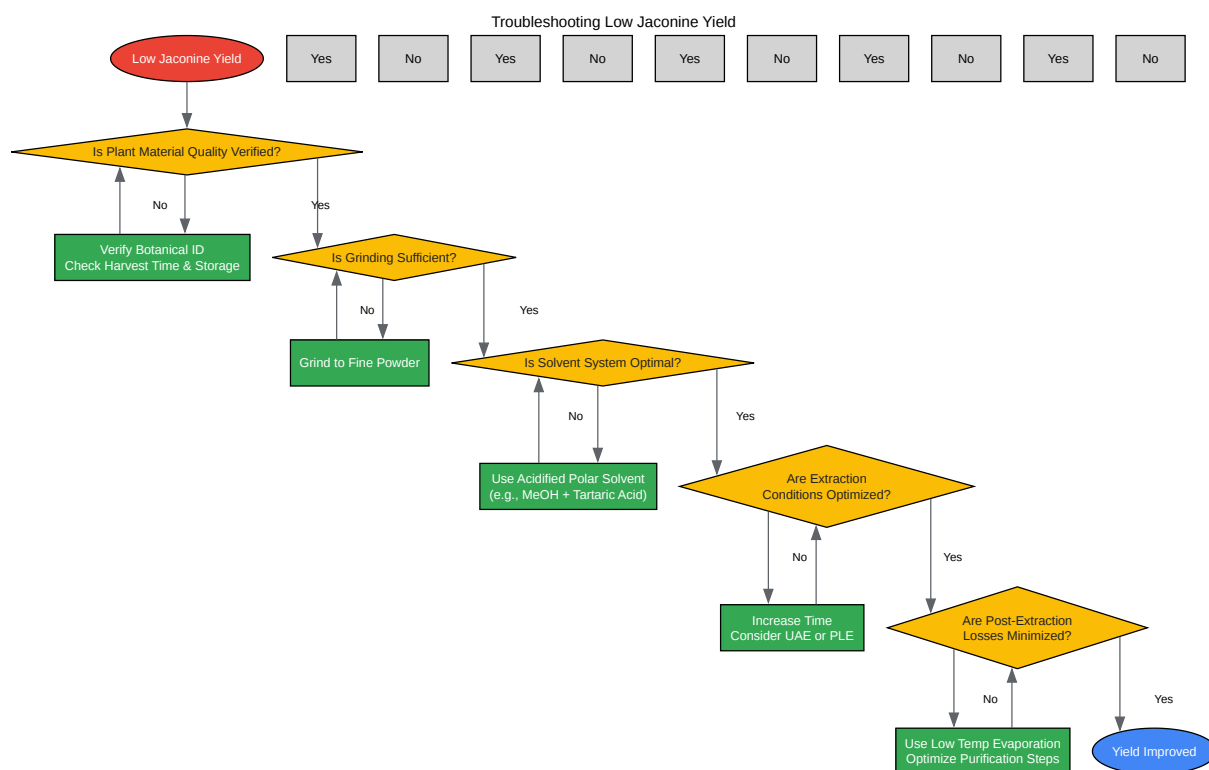 Troubleshooting Low Jaconine Yield
Low Jaconine Yield
Yes
No
Yes
No
Yes
No
Yes
No
Yes
No
Is Plant Material Quality Verified?
No
Yes
Verify Botanical ID
Check Harvest Time & Storage
Is Grinding Sufficient?
No
Yes
Grind to Fine Powder
Is Solvent System Optimal?
No
Yes
Use Acidified Polar Solvent
(e.g., MeOH + Tartaric Acid)
Are Extraction
Conditions Optimized?
No
Yes
Increase Time
Consider UAE or PLE
Are Post-Extraction
Losses Minimized?
No
Yes
Use Low Temp Evaporation
Optimize Purification Steps
Yield Improved